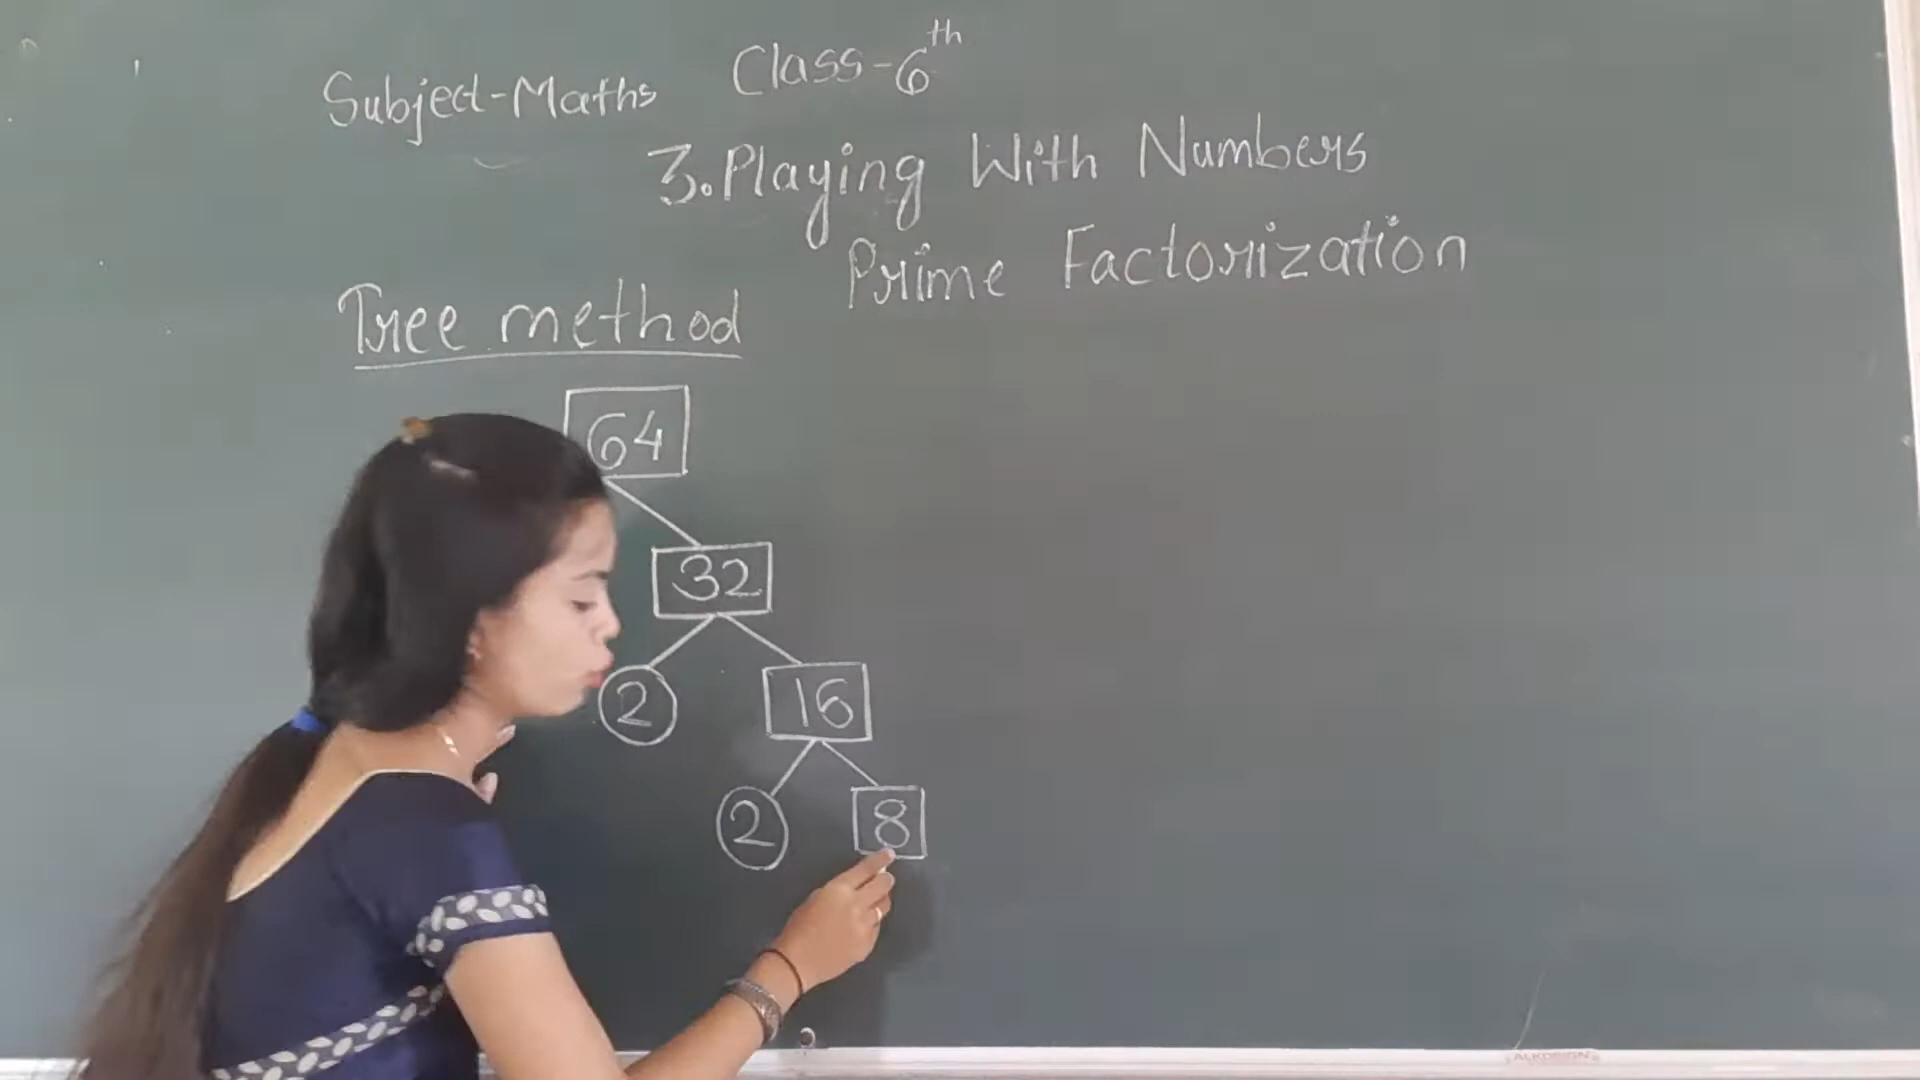 Subject-Maths Class-6th
3. Playing With Numbers
Prime Factorization
Tree method
64
32
2 16
2 8